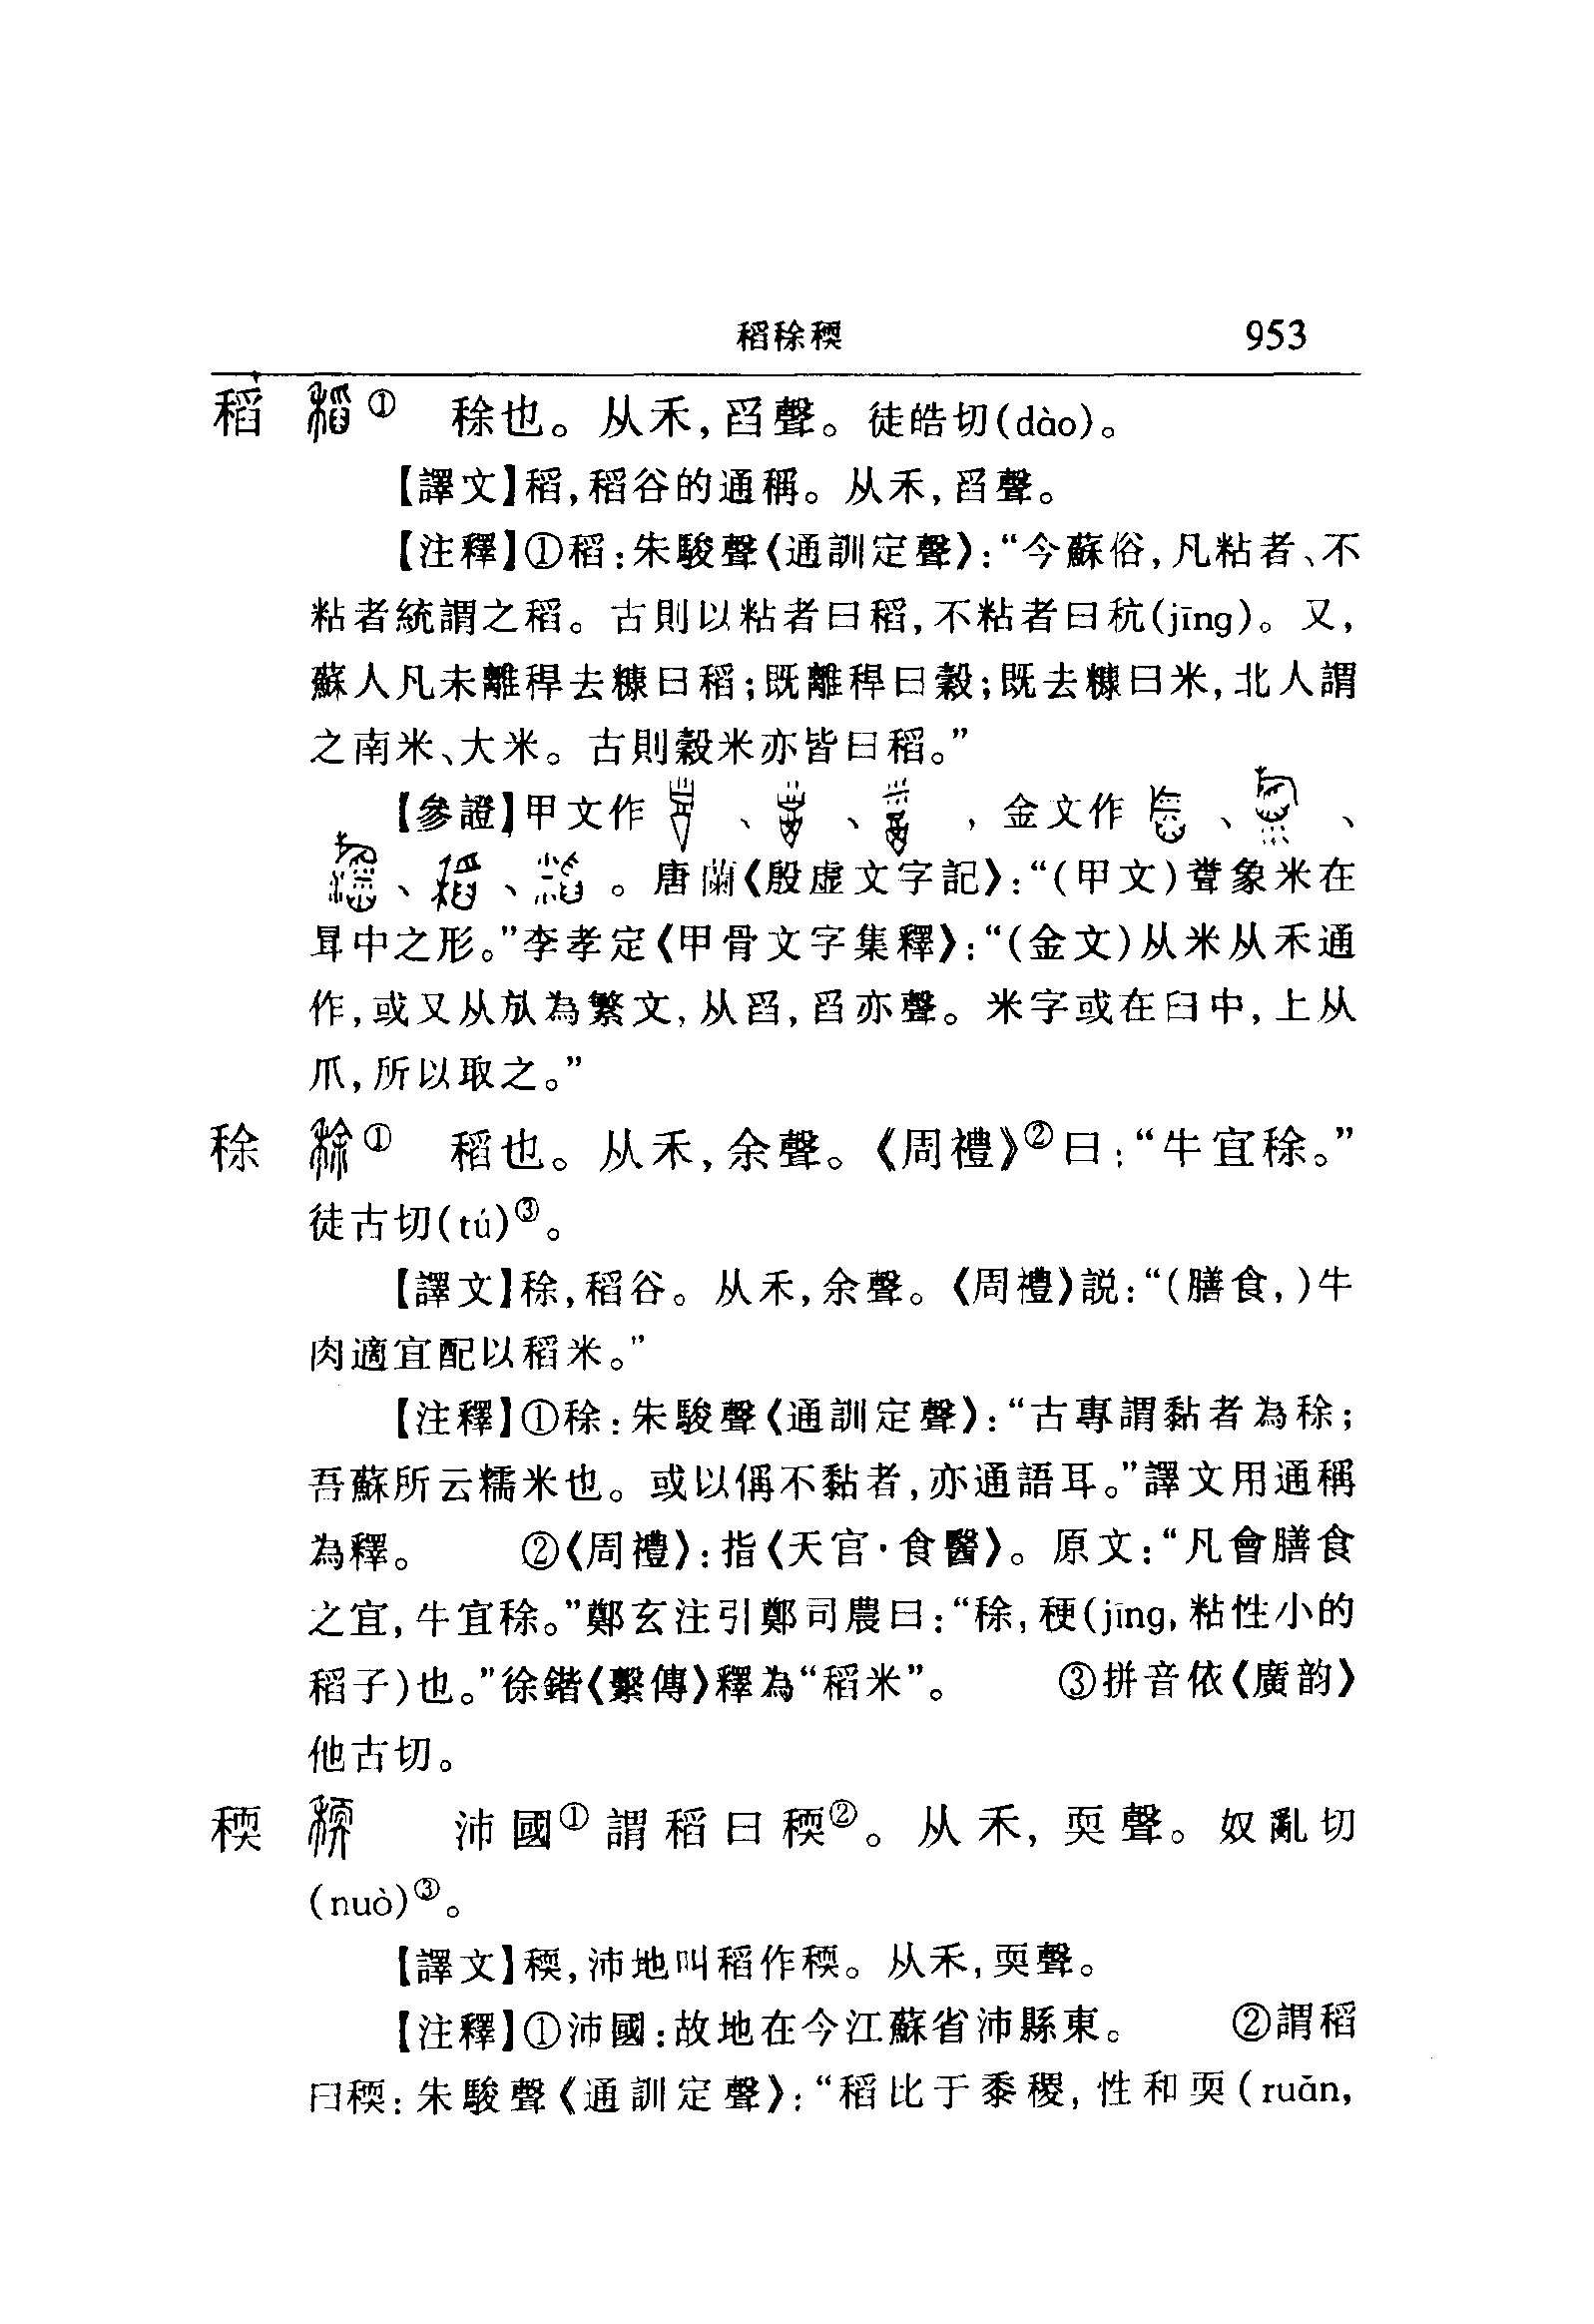 稻稌稬 953
稻 ① 稌也。从禾,舀聲。徒皓切(dào)。
【譯文】稻,稻谷的通稱。从禾,舀聲。
【注釋】①稻:朱駿聲《通訓定聲》:“今蘇俗,凡粘者、不
粘者統謂之稻。古則以粘者曰稻,不粘者曰秔(jīng)。又,
蘇人凡未離稈去糠曰稻;既離稈曰穀;既去糠曰米,北人謂
之南米、大米。古則穀米亦皆曰稻。”
【參證】甲文作 、 、 ,金文作 、 、
、 、 。唐蘭《殷虛文字記》:“(甲文) 象米在
中之形。”李孝定《甲骨文字集釋》:“(金文)从米从禾通
作,或又从㫃為繁文,从舀,舀亦聲。米字或在臼中,上从
爪,所以取之。”
稌 ① 稻也。从禾,余聲。《周禮》②曰:“牛宜稌。”
徒古切(tú)③。
【譯文】稌,稻谷。从禾,余聲。《周禮》説:“(膳食,)牛
肉適宜配以稻米。”
【注釋】①稌:朱駿聲《通訓定聲》:“古專謂黏者為稌;
吾蘇所云糯米也。或以偁不黏者,亦通語耳。”譯文用通稱
為釋。 ②《周禮》:指《天官·食醫》。原文:“凡會膳食
之宜,牛宜稌。”鄭玄注引鄭司農曰:“稌,稉(jīng,粘性小的
稻子)也。”徐鍇《繫傳》釋為“稻米”。 ③拼音依《廣韵》
他古切。
稬 沛國①謂稻曰稬②。从禾,耎聲。奴亂切
(nuò)③。
【譯文】稬,沛地叫稻作稬。从禾,耎聲。
【注釋】①沛國:故地在今江蘇省沛縣東。 ②謂稻
曰稬:朱駿聲《通訓定聲》:“稻比于黍稷,性和耎(ruǎn,